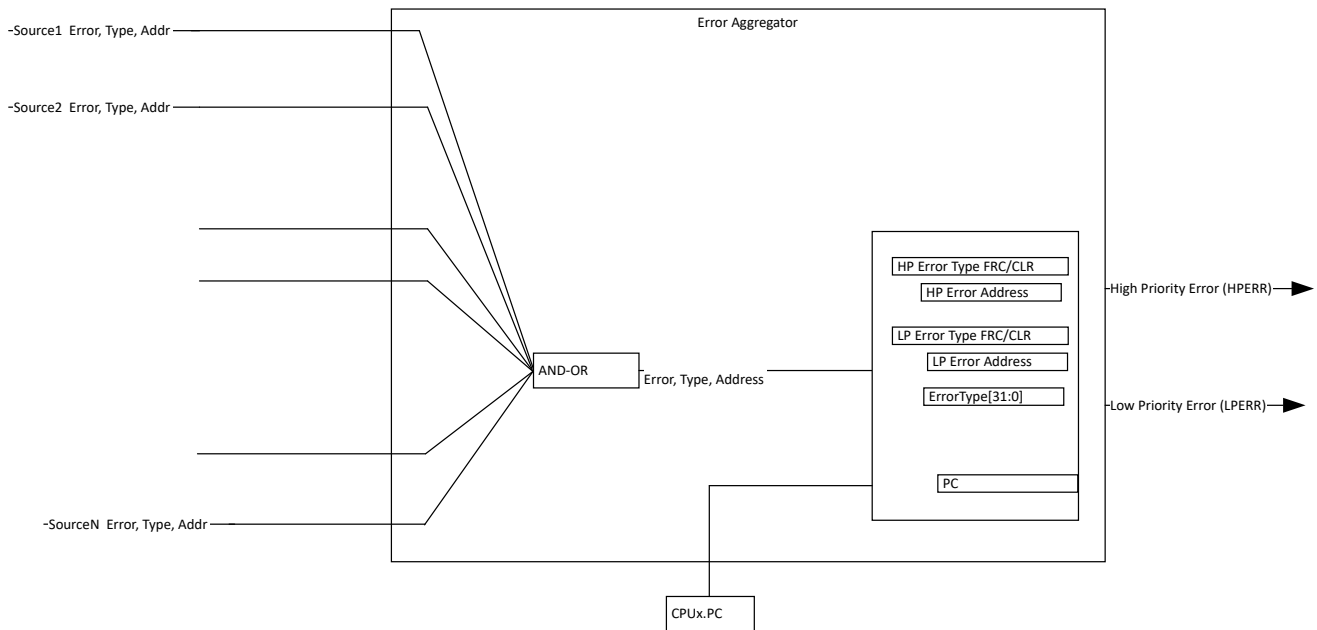 Error Aggregator
Source1 Error, Type, Addr
Source2 Error, Type, Addr
HP Error Type FRC/CLR
HP Error Address
High Priority Error (HPERR)
LP Error Type FRC/CLR
LP Error Address
AND-OR
Error, Type, Address
ErrorType[31:0]
Low Priority Error (LPERR)
PC
SourceN Error, Type, Addr
CPUx.PC